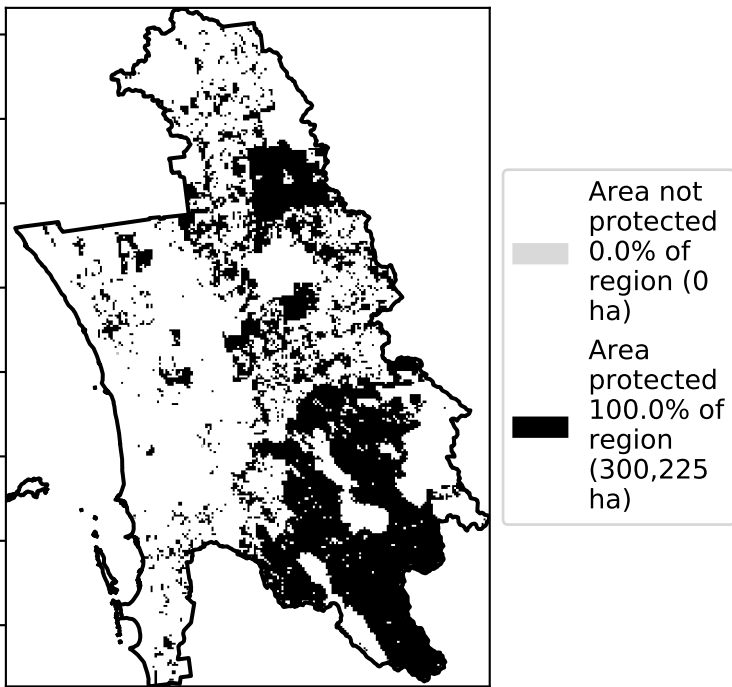 Area not
protected
0.0% of
region (0
ha)
Area
protected
100.0% of
region
(300,225
ha)